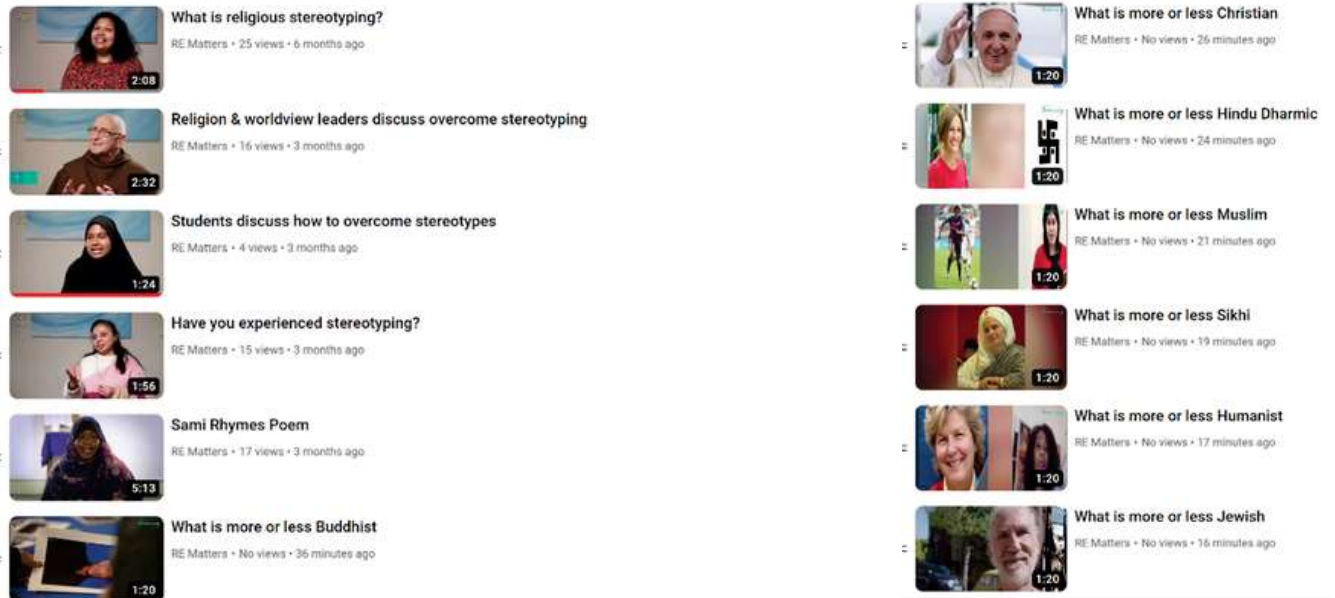 What is religious stereotyping?
RE Matters • 25 views • 6 months ago
2:08
Religion & worldview leaders discuss overcome stereotyping
RE Matters • 16 views • 3 months ago
2:32
Students discuss how to overcome stereotypes
RE Matters • 4 views • 3 months ago
1:24
Have you experienced stereotyping?
RE Matters • 15 views • 3 months ago
1:56
Sami Rhymes Poem
RE Matters • 17 views • 3 months ago
5:13
What is more or less Buddhist
RE Matters • No views • 36 minutes ago
1:20
What is more or less Christian
RE Matters • No views • 26 minutes ago
1:20
What is more or less Hindu Dharmic
RE Matters • No views • 24 minutes ago
1:20
What is more or less Muslim
RE Matters • No views • 21 minutes ago
1:20
What is more or less Sikhi
RE Matters • No views • 19 minutes ago
1:20
What is more or less Humanist
RE Matters • No views • 17 minutes ago
1:20
What is more or less Jewish
RE Matters • No views • 16 minutes ago
1:20